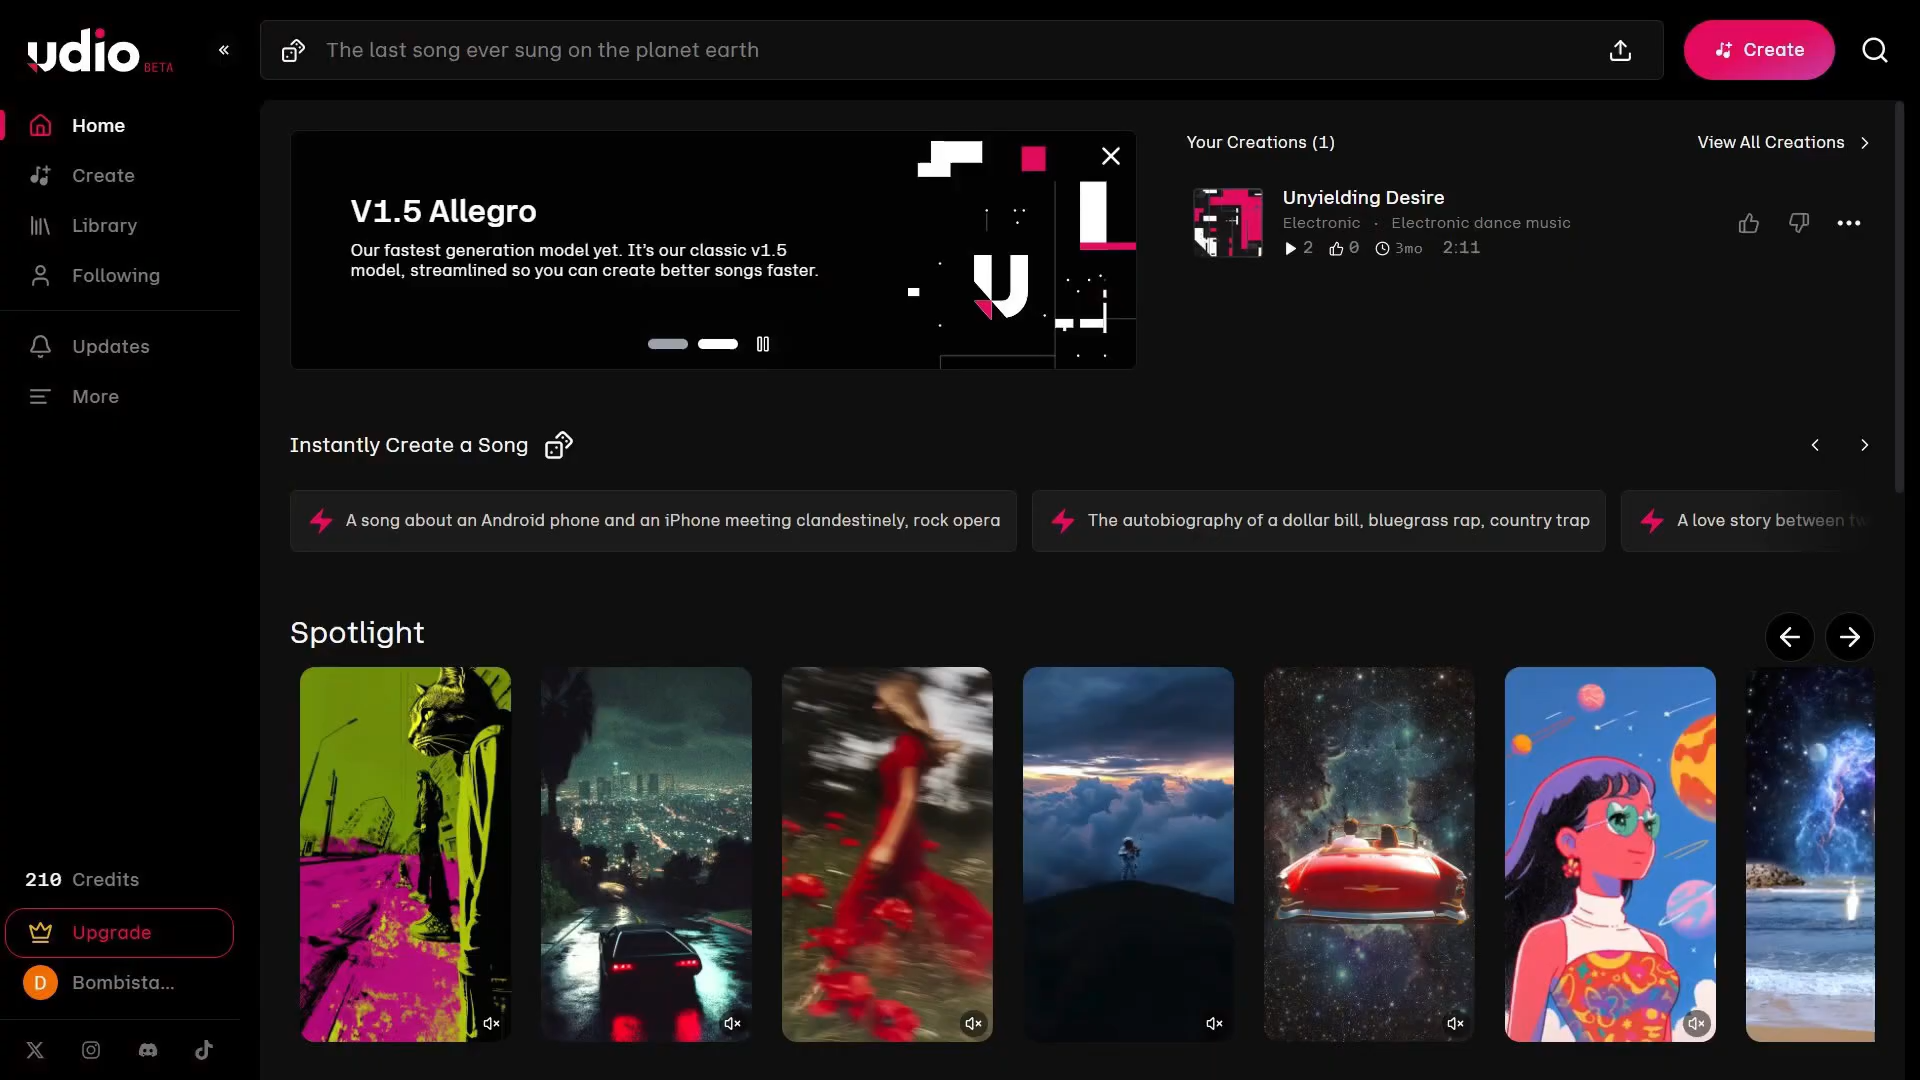 udio BETA
The last song ever sung on the planet earth
Create
Home
Create
Library
Following
Updates
More
210 Credits
Upgrade
D Bombista...
V1.5 Allegro
Our fastest generation model yet. It's our classic v1.5
model, streamlined so you can create better songs faster.
Your Creations (1)
View All Creations
Unyielding Desire
Electronic · Electronic dance music
2 0 3mo 2:11
Instantly Create a Song
A song about an Android phone and an iPhone meeting clandestinely, rock opera
The autobiography of a dollar bill, bluegrass rap, country trap
A love story between tw
Spotlight